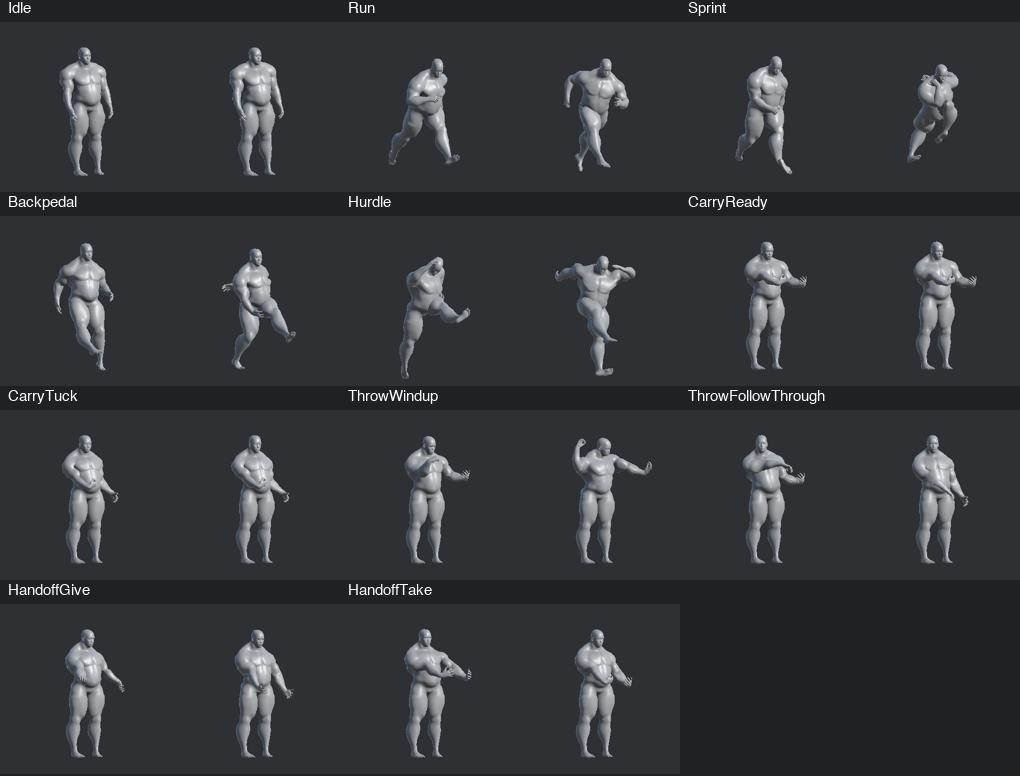 Idle
Run
Sprint
Backpedal
Hurdle
CarryReady
CarryTuck
ThrowWindup
ThrowFollowThrough
HandoffGive
HandoffTake